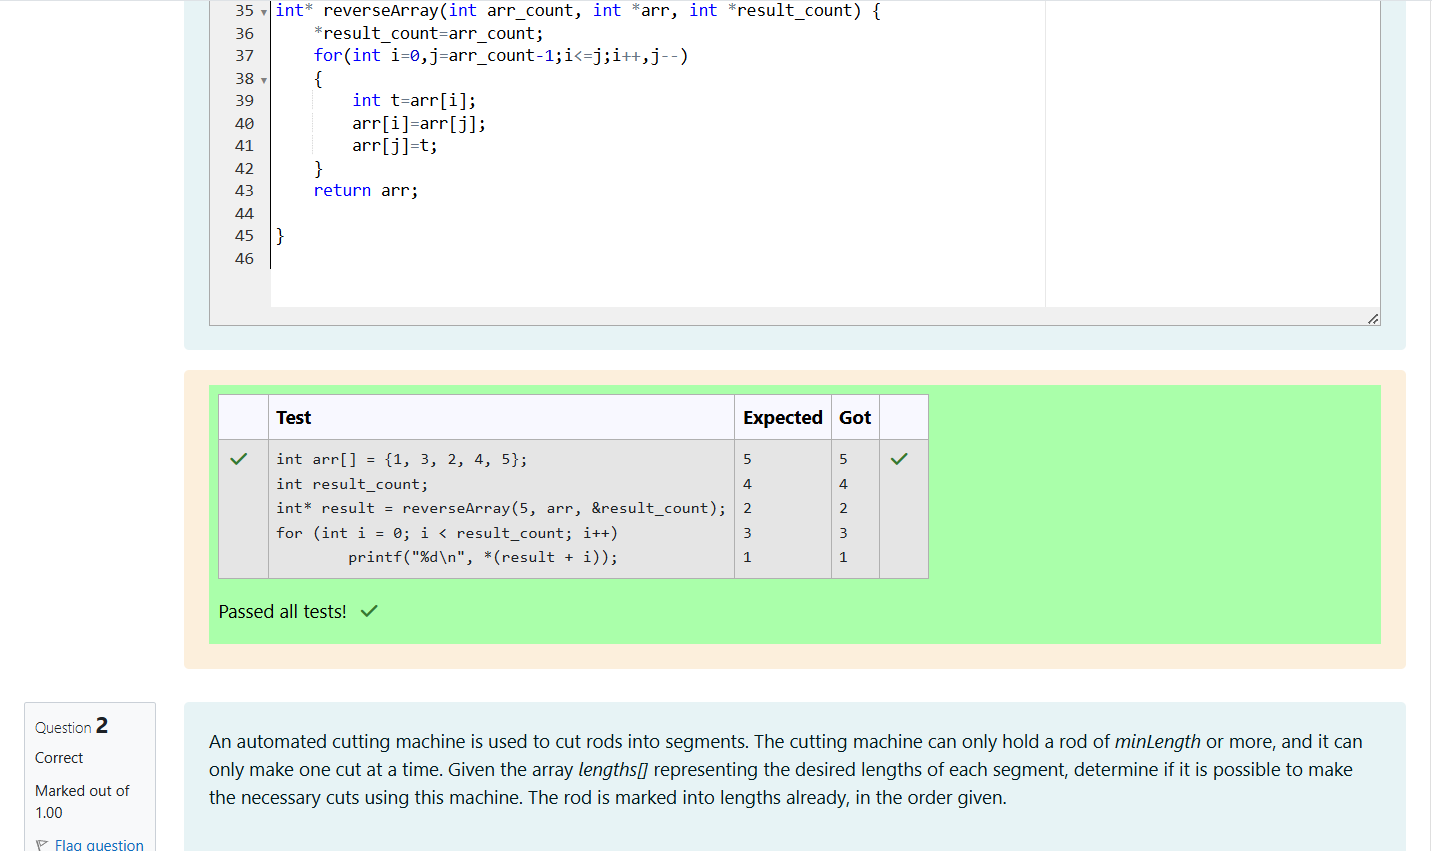 35 int* reverseArray(int arr_count, int *arr, int *result_count) {
36 *result_count=arr_count;
37 for(int i=0,j=arr_count-1;i<=j;i++,j--)
38 {
39 int t=arr[i];
40 arr[i]=arr[j];
41 arr[j]=t;
42 }
43 return arr;
44
45 }
46
Test Expected Got
int arr[] = {1, 3, 2, 4, 5}; 5 5
int result_count; 4 4
int* result = reverseArray(5, arr, &result_count); 2 2
for (int i = 0; i < result_count; i++) 3 3
printf("%d\n", *(result + i)); 1 1
Passed all tests!
Question 2
Correct
Marked out of
1.00
Flag question
An automated cutting machine is used to cut rods into segments. The cutting machine can only hold a rod of minLength or more, and it can
only make one cut at a time. Given the array lengths[] representing the desired lengths of each segment, determine if it is possible to make
the necessary cuts using this machine. The rod is marked into lengths already, in the order given.